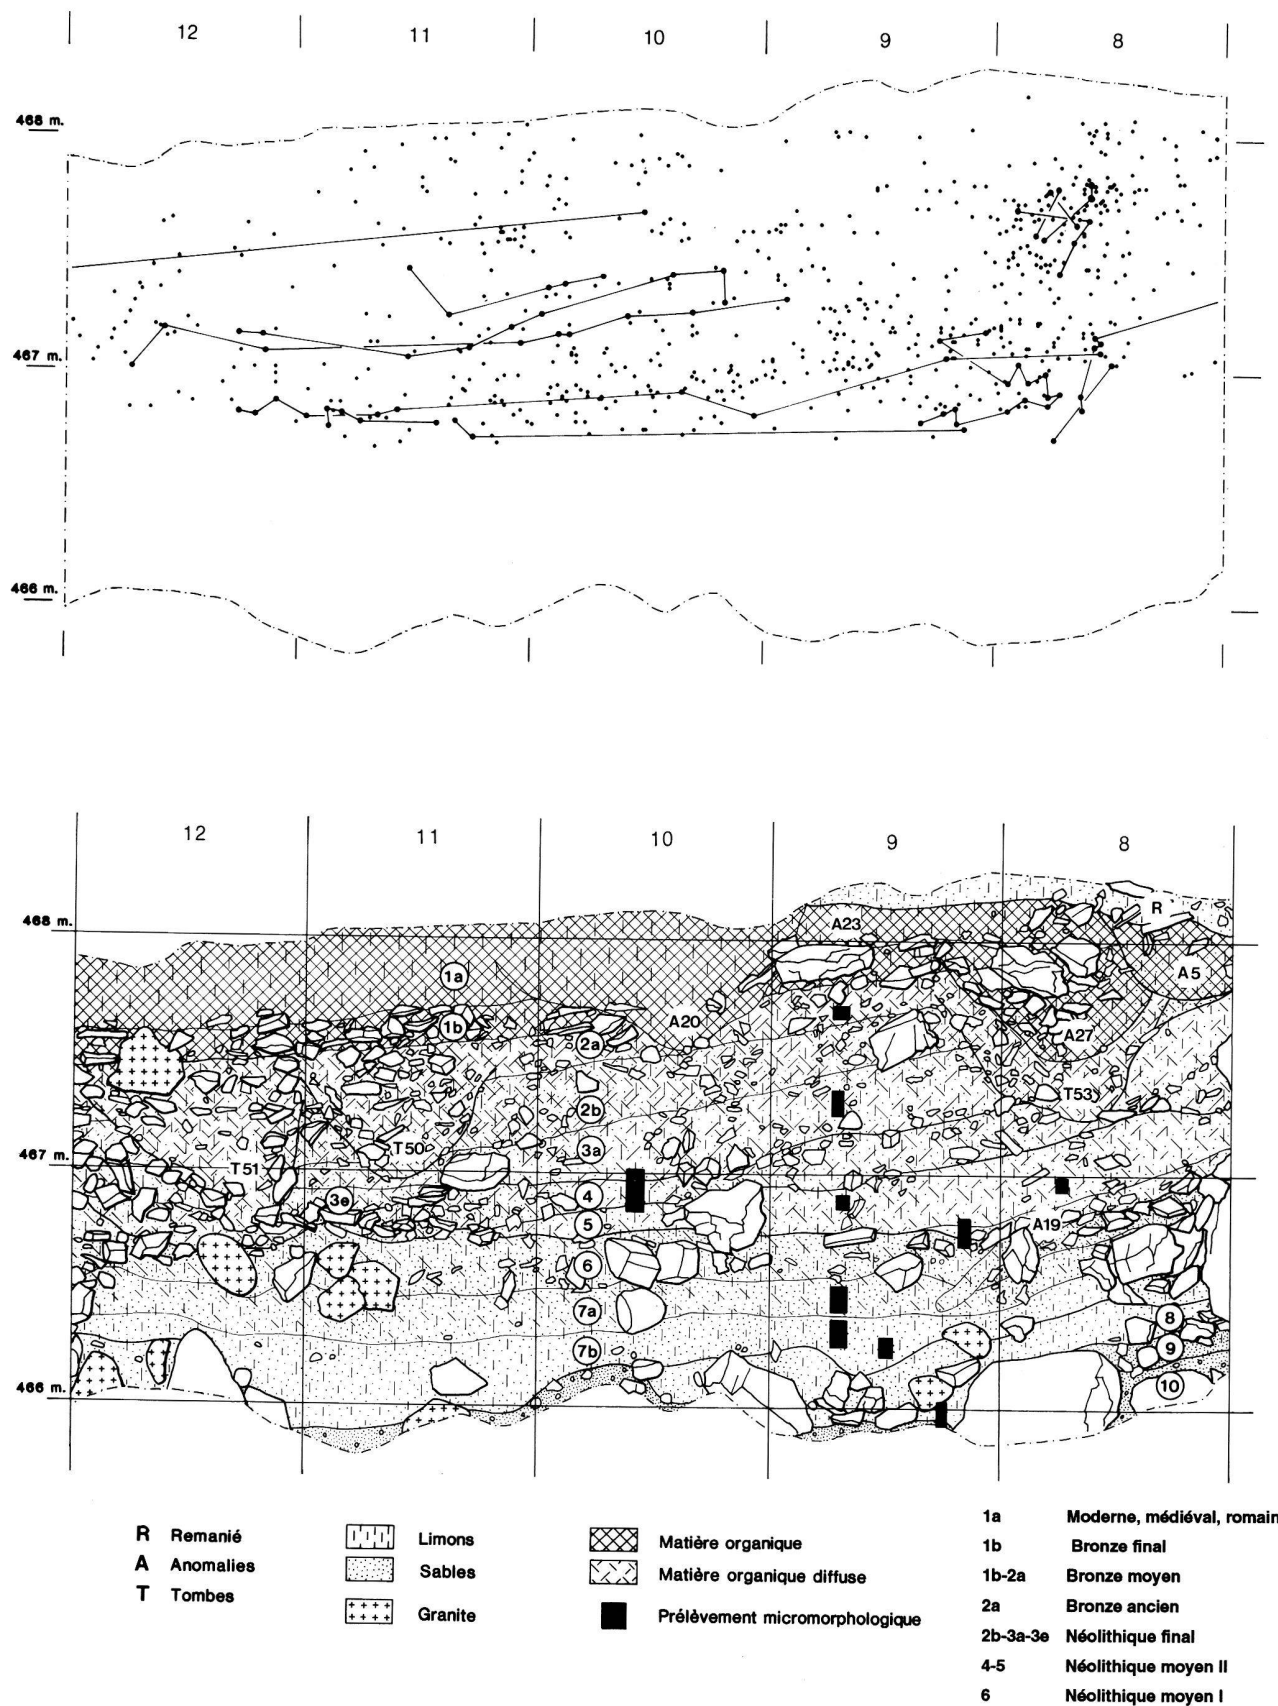 12 11 10 9 8
468 m.
467 m.
466 m.
12 11 10 9 8
468 m.
R
A23
1a
A5
1b
A20
2a
A27
2b
T53
T50
3a
467 m.
T51
3e
4
5
A19
6
7a
8
7b
9
466 m.
10
R Remanié
A Anomalies
T Tombes
Limons
Sables
Granite
Matière organique
Matière organique diffuse
Prélèvement micromorphologique
1a Moderne, médiéval, romain
1b Bronze final
1b-2a Bronze moyen
2a Bronze ancien
2b-3a-3e Néolithique final
4-5 Néolithique moyen II
6 Néolithique moyen I